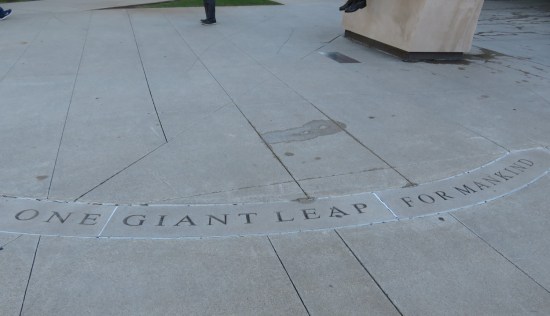 ONE GIANT LEAP FOR MANKIND